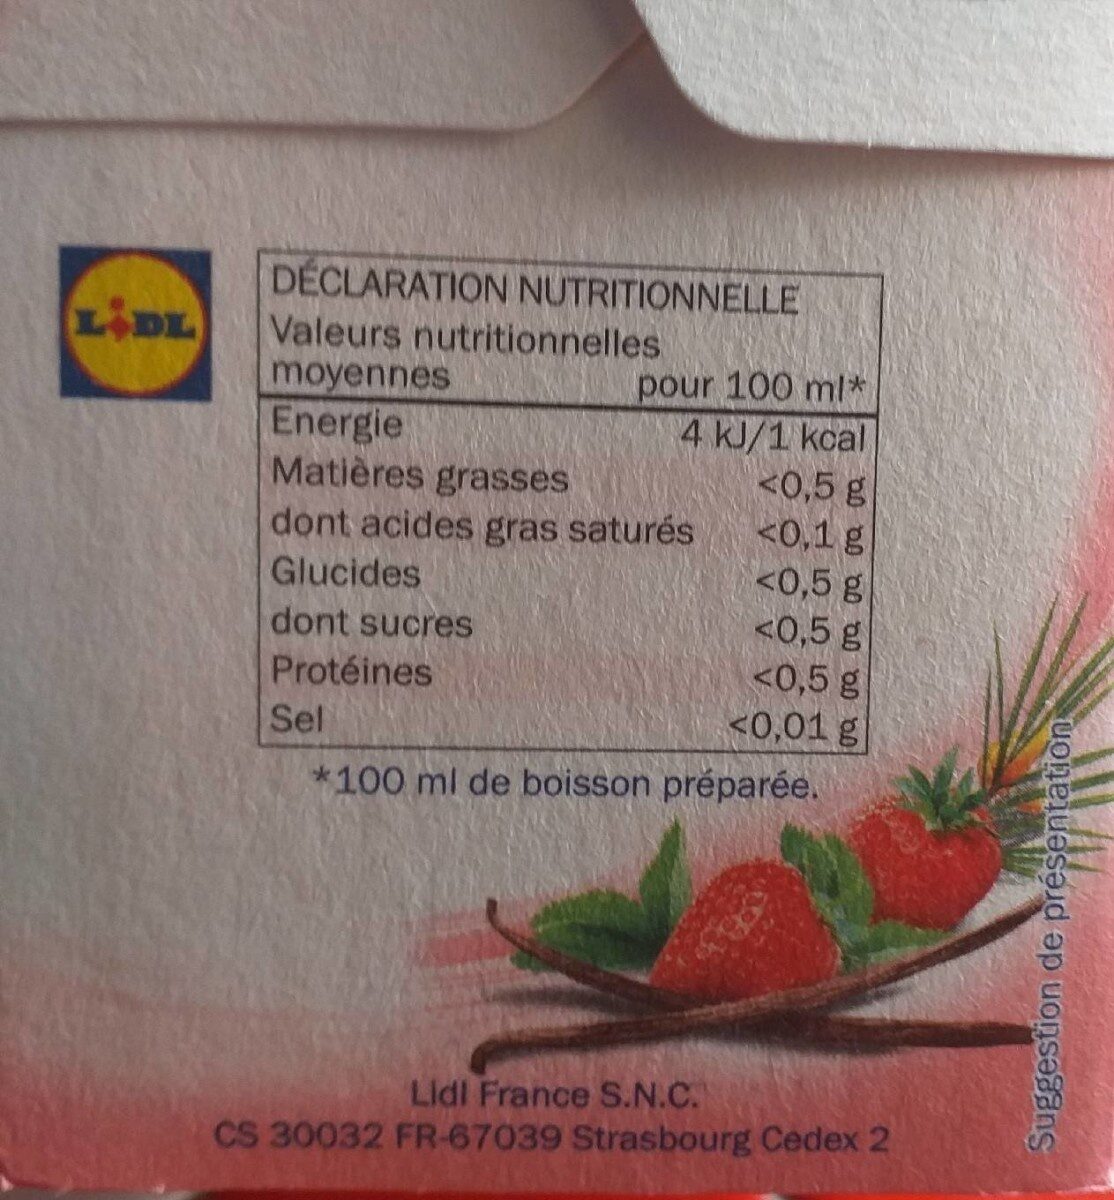 LIDL
DÉCLARATION NUTRITIONNELLE
Valeurs nutritionnelles
moyennes pour 100 ml*
Energie 4 kJ/1 kcal
Matières grasses <0,5 g
dont acides gras saturés <0,1 g
Glucides <0,5 g
dont sucres <0,5 g
Protéines <0,5 g
Sel <0,01 g
*100 ml de boisson préparée.
Suggestion de présentation
Lidl France S.N.C.
CS 30032 FR-67039 Strasbourg Cedex 2